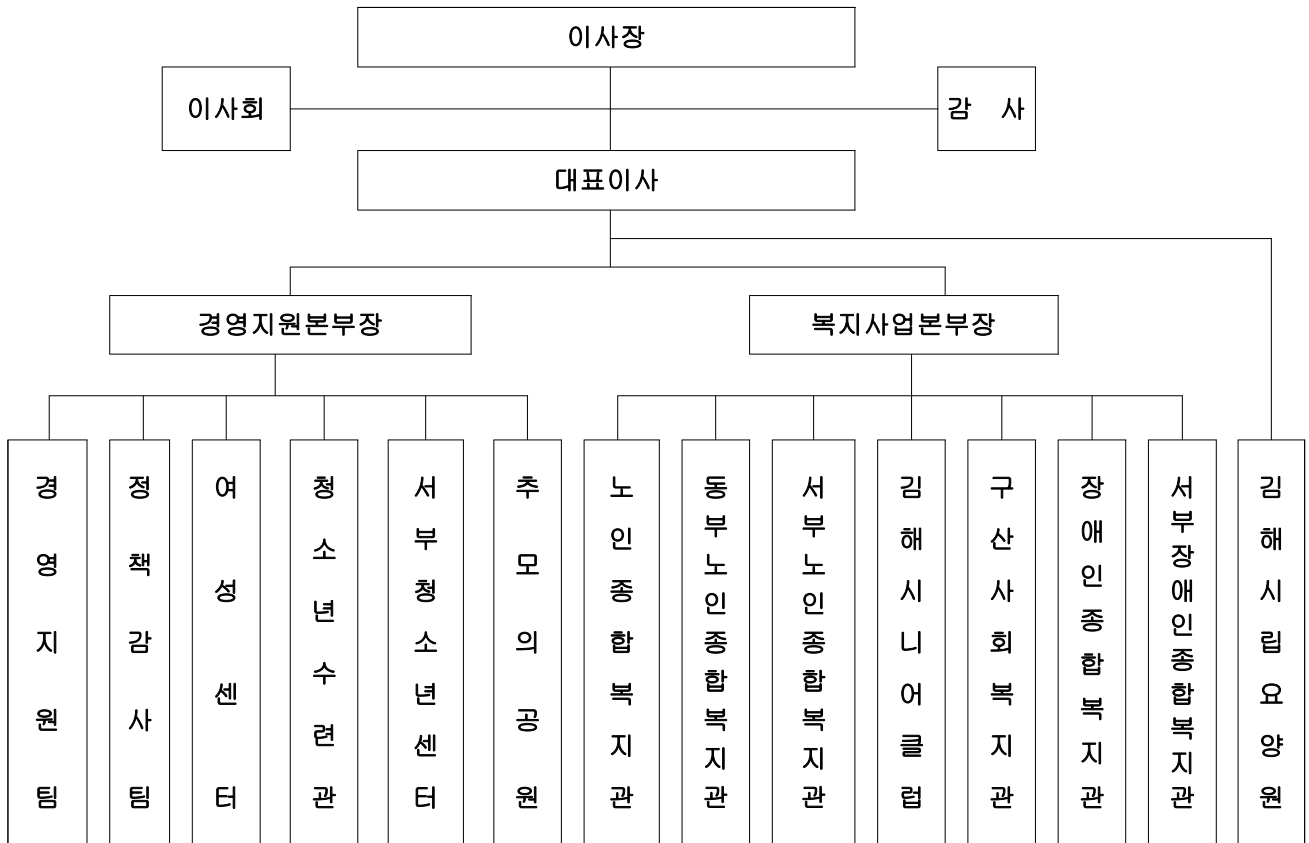 이사장
이사회
감 사
대표이사
경영지원본부장
복지사업본부장
경영지원팀
정책감사팀
여성센터
청소년수련관
서부청소년센터
추모의공원
노인종합복지관
동부노인종합복지관
서부노인종합복지관
김해시니어클럽
구산사회복지관
장애인종합복지관
서부장애인종합복지관
김해시립요양원